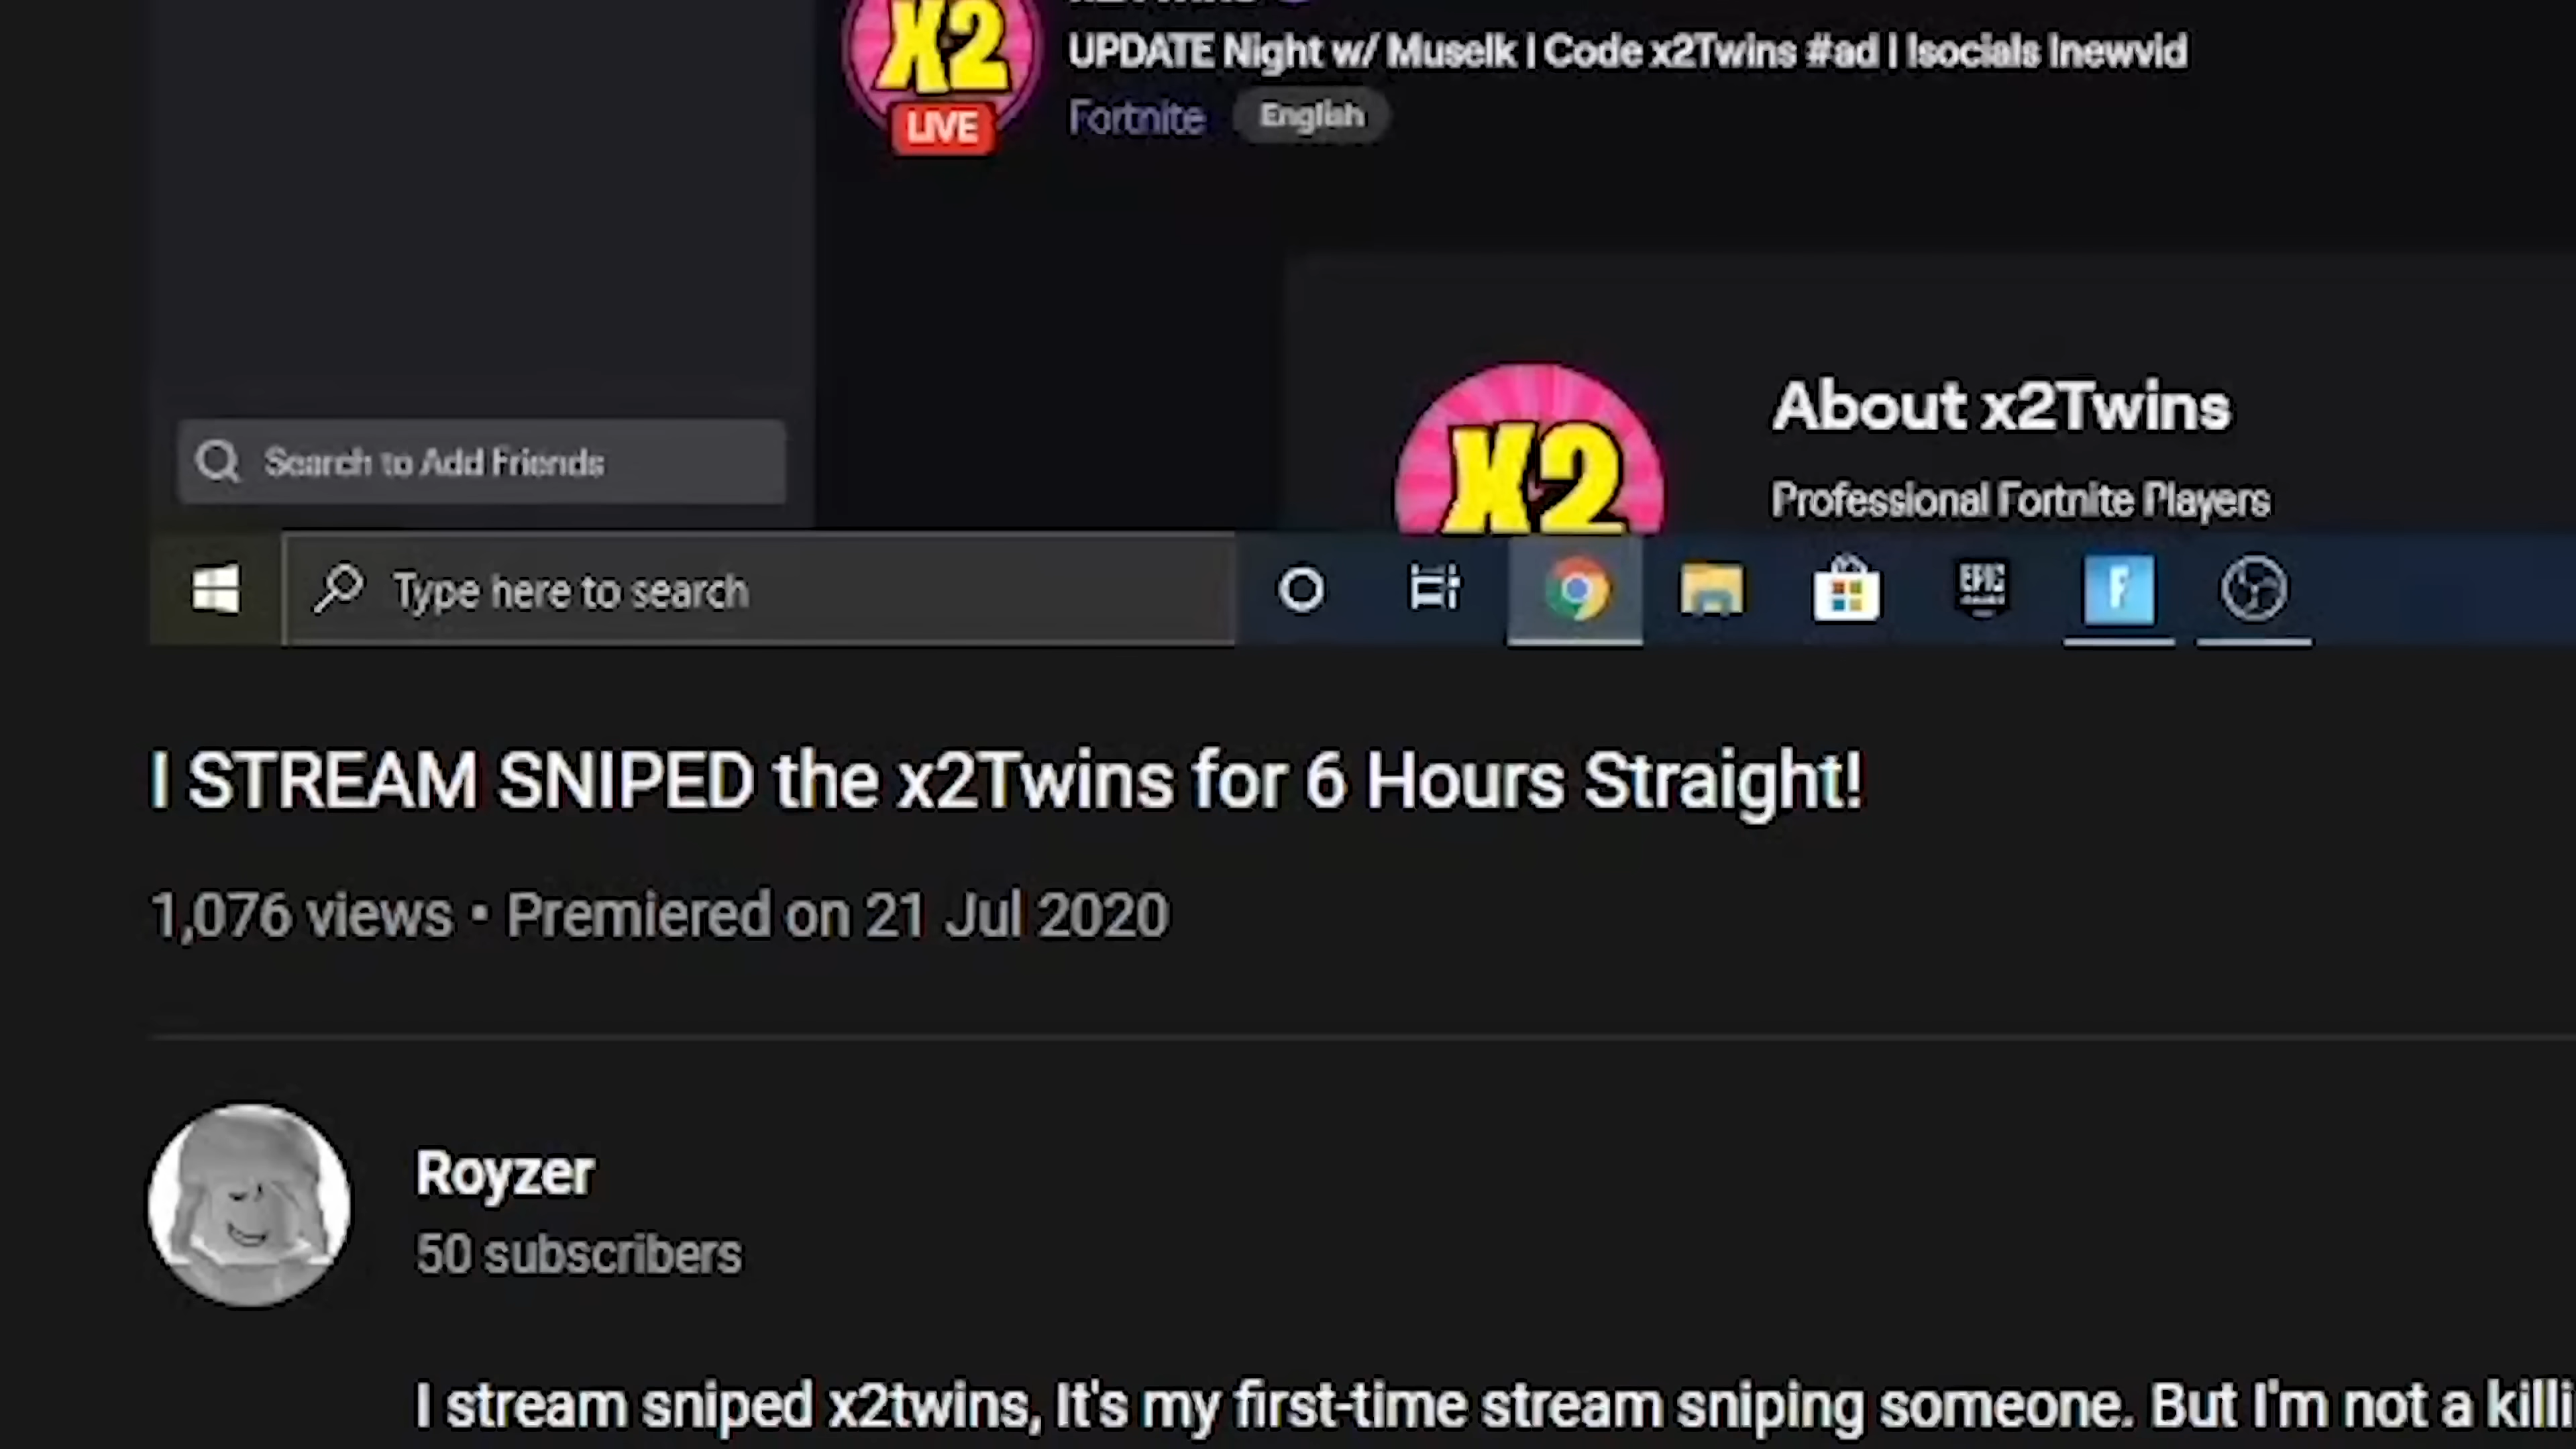 X2
LIVE
UPDATE Night w/ Muselk | Code x2Twins #ad | !socials !newvid
Fortnite
English
About x2Twins
X2
Professional Fortnite Players
Search to Add Friends
Type here to search
EPIC
F
I STREAM SNIPED the x2Twins for 6 Hours Straight!
1,076 views • Premiered on 21 Jul 2020
Royzer
50 subscribers
I stream sniped x2twins, It's my first-time stream sniping someone. But I'm not a killi